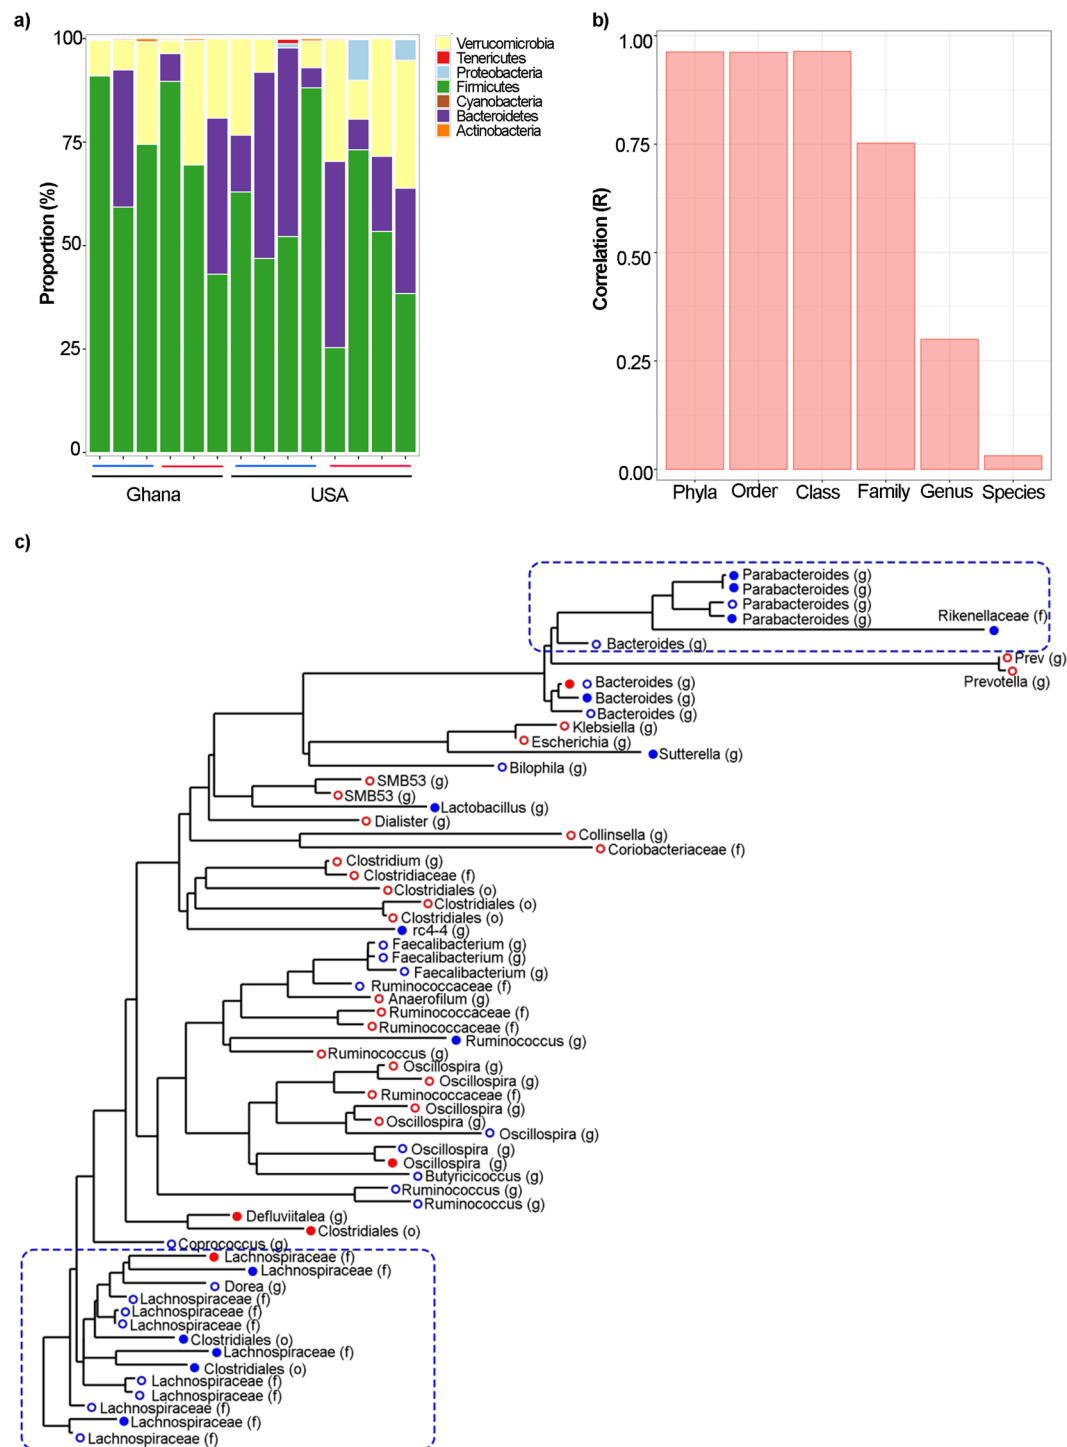 a)
100
75
50
25
0
Proportion (%)
Verrucomicrobia
Tenericutes
Proteobacteria
Firmicutes
Cyanobacteria
Bacteroidetes
Actinobacteria
Ghana
USA
b)
1.00
0.75
0.50
0.25
0.00
Correlation (R)
Phyla
Order
Class
Family
Genus
Species
c)
Parabacteroides (g)
Parabacteroides (g)
Parabacteroides (g)
Parabacteroides (g)
Rikenellaceae (f)
Bacteroides (g)
Prev (g)
Prevotella (g)
Bacteroides (g)
Bacteroides (g)
Bacteroides (g)
Klebsiella (g)
Escherichia (g)
Sutterella (g)
Bilophila (g)
SMB53 (g)
SMB53 (g)
Lactobacillus (g)
Dialister (g)
Collinsella (g)
Coriobacteriaceae (f)
Clostridium (g)
Clostridiaceae (f)
Clostridiales (o)
Clostridiales (o)
Clostridiales (o)
rc4-4 (g)
Faecalibacterium (g)
Faecalibacterium (g)
Faecalibacterium (g)
Ruminococcaceae (f)
Anaerofilum (g)
Ruminococcaceae (f)
Ruminococcaceae (f)
Ruminococcus (g)
Ruminococcus (g)
Oscillospira (g)
Oscillospira (g)
Ruminococcaceae (f)
Oscillospira (g)
Oscillospira (g)
Oscillospira (g)
Oscillospira (g)
Oscillospira (g)
Butyricicoccus (g)
Ruminococcus (g)
Ruminococcus (g)
Defluviitalea (g)
Clostridiales (o)
Coprococcus (g)
Lachnospiraceae (f)
Lachnospiraceae (f)
Dorea (g)
Lachnospiraceae (f)
Lachnospiraceae (f)
Lachnospiraceae (f)
Clostridiales (o)
Lachnospiraceae (f)
Clostridiales (o)
Lachnospiraceae (f)
Lachnospiraceae (f)
Lachnospiraceae (f)
Lachnospiraceae (f)
Lachnospiraceae (f)